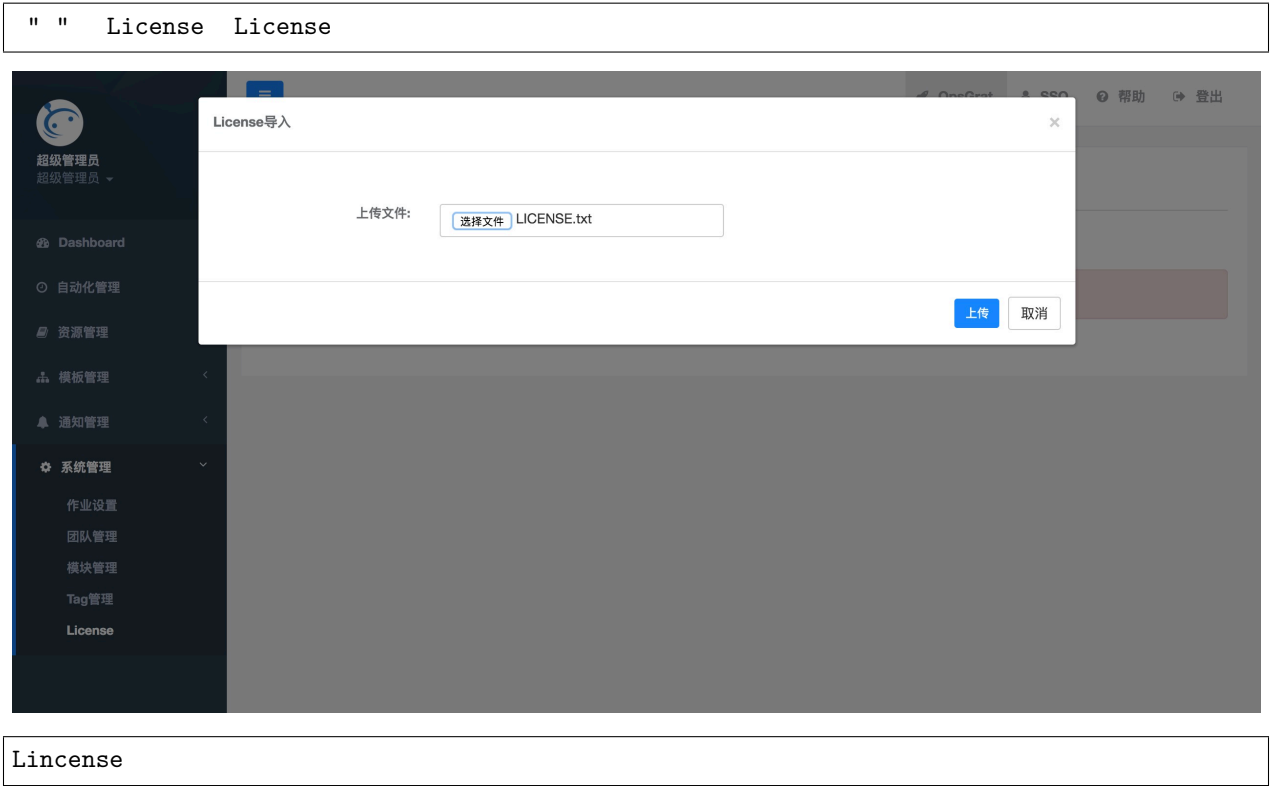 " " License License
OpsGrat SSO 帮助 登出
License导入 ×
超级管理员
超级管理员
上传文件: 选择文件 LICENSE.txt
Dashboard
自动化管理
上传 取消
资源管理
模板管理
通知管理
系统管理
作业设置
团队管理
模块管理
Tag管理
License
Lincense